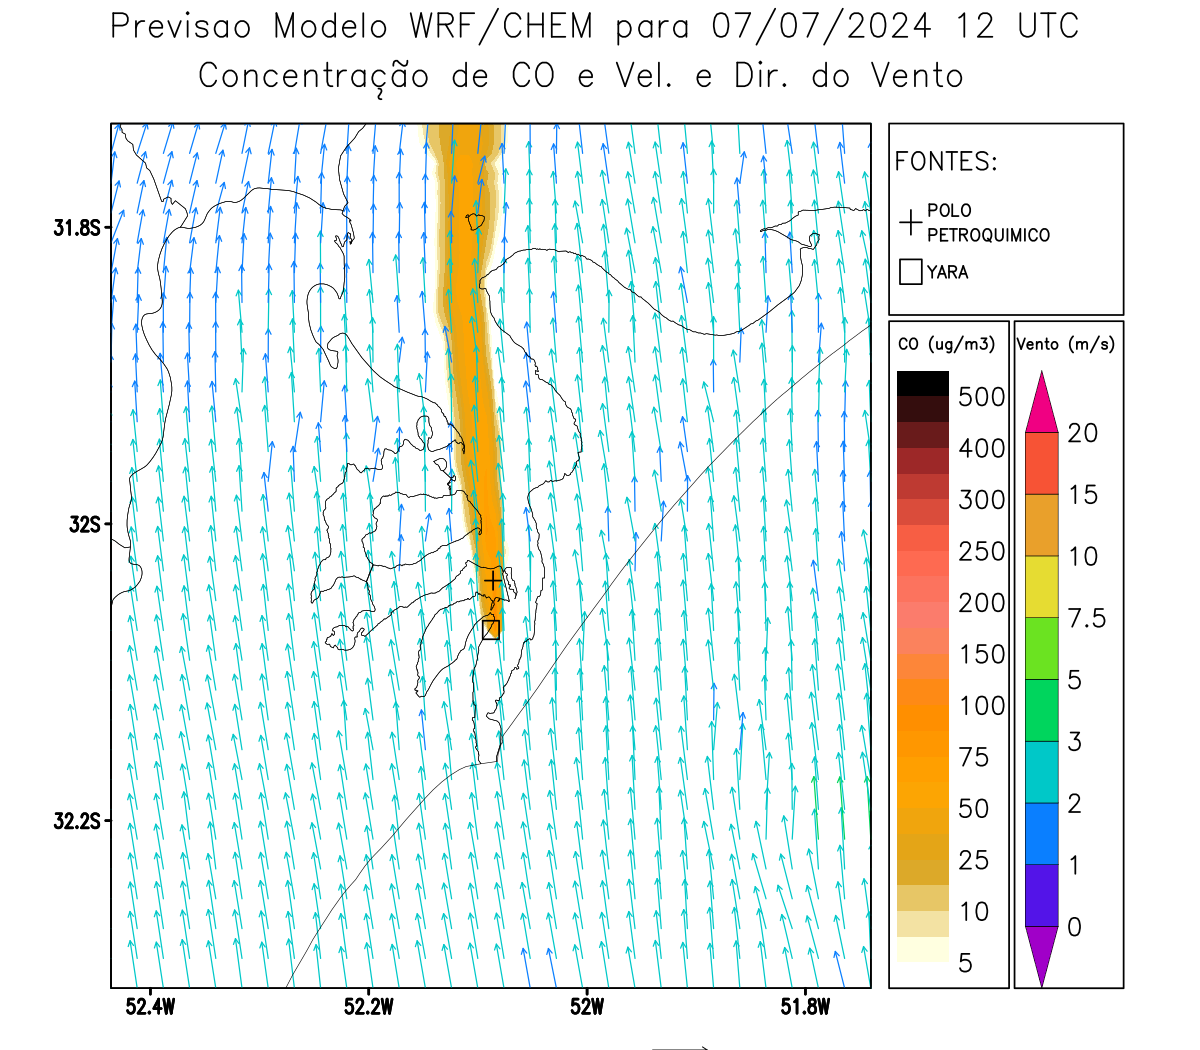 Previsao Modelo WRF/CHEM para 07/07/2024 12 UTC
Concentração de CO e Vel. e Dir. do Vento
FONTES:
POLO
PETROQUIMICO
YARA
CO (ug/m3)
500
400
300
250
200
150
100
75
50
25
10
5
Vento (m/s)
20
15
10
7.5
5
3
2
1
0
31.8S
32S
32.2S
52.4W
52.2W
52W
51.8W